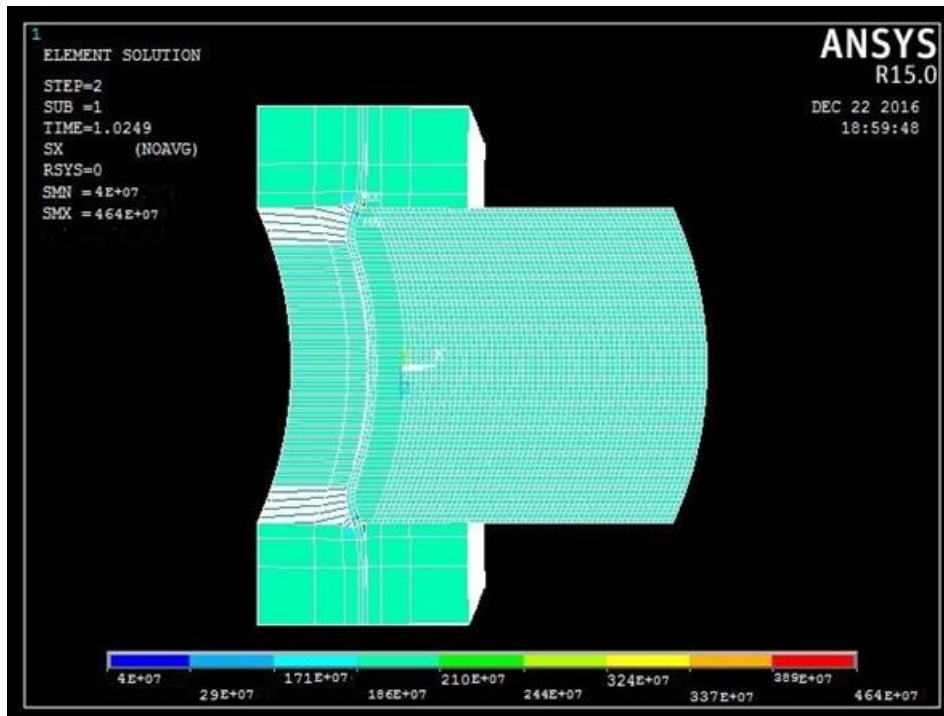 1
ELEMENT SOLUTION
STEP=2
SUB =1
TIME=1.0249
SX (NOAVG)
RSYS=0
SMN =4E+07
SMX =464E+07
ANSYS
R15.0
DEC 22 2016
18:59:48
X
4E+07 171E+07 210E+07 324E+07 389E+07
29E+07 186E+07 244E+07 337E+07 464E+07